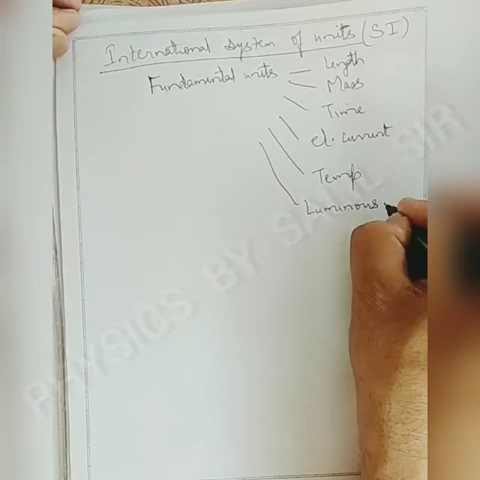 International System of units (SI)
Fundamental units
Length
Mass
Time
el. current
Temp
Luminous
PHYSICS BY SAHIL SIR